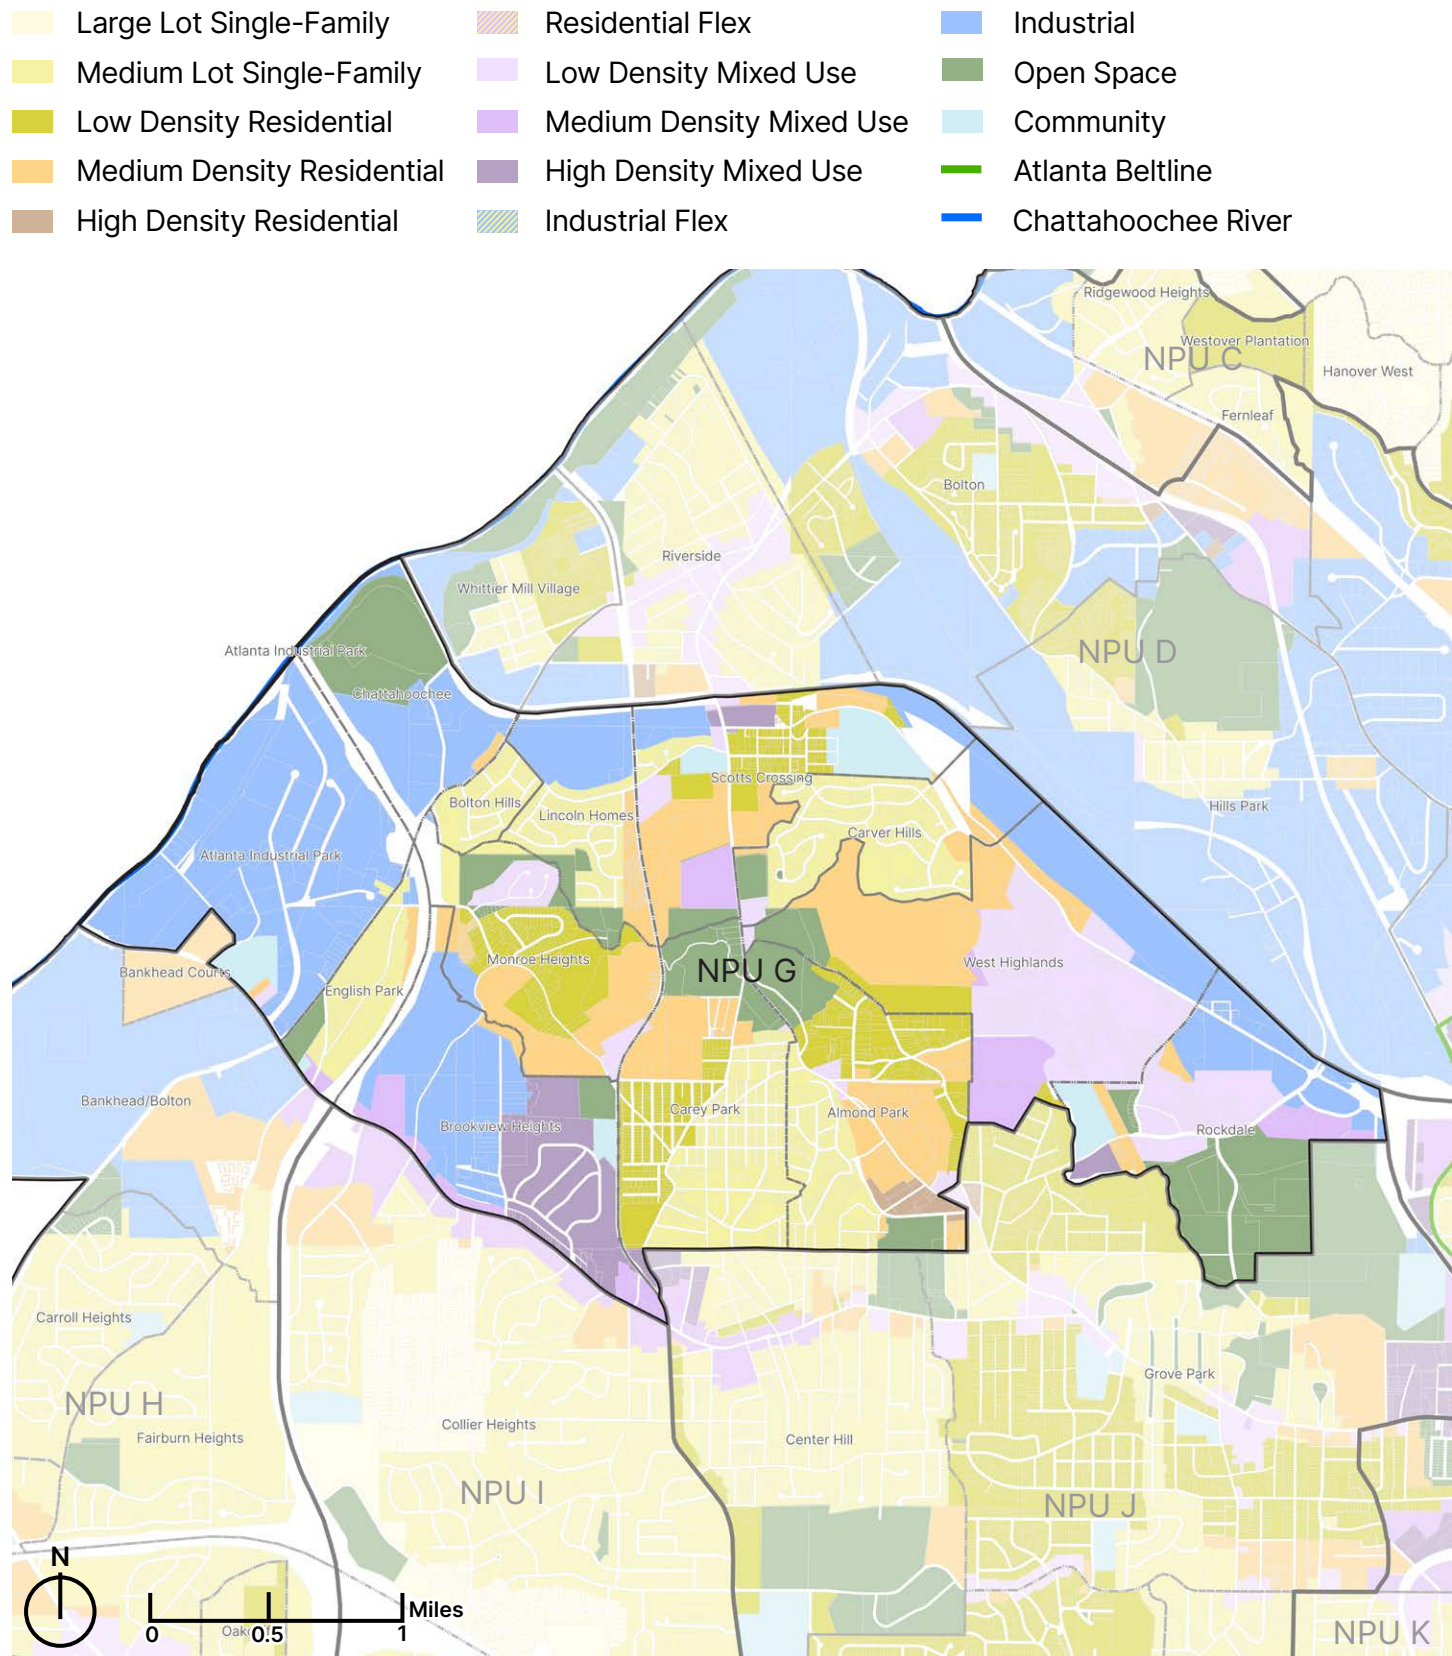 Large Lot Single-Family
Residential Flex
Industrial
Medium Lot Single-Family
Low Density Mixed Use
Open Space
Low Density Residential
Medium Density Mixed Use
Community
Medium Density Residential
High Density Mixed Use
Atlanta Beltline
High Density Residential
Industrial Flex
Chattahoochee River
Ridgewood Heights
Westover Plantation
NPU C
Hanover West
Fernleaf
Bolton
Riverside
Whittier Mill Village
Atlanta Industrial Park
NPU D
Chattahoochee
Scotts Crossing
Bolton Hills
Lincoln Homes
Hills Park
Carver Hills
Atlanta Industrial Park
Monroe Heights
West Highlands
Bankhead Courts
NPU G
English Park
Bankhead/Bolton
Carey Park
Almond Park
Brookview Heights
Rockdale
Carroll Heights
Grove Park
NPU H
Collier Heights
Fairburn Heights
Center Hill
NPU I
NPU J
N
Miles
0
0.5
1
NPU K